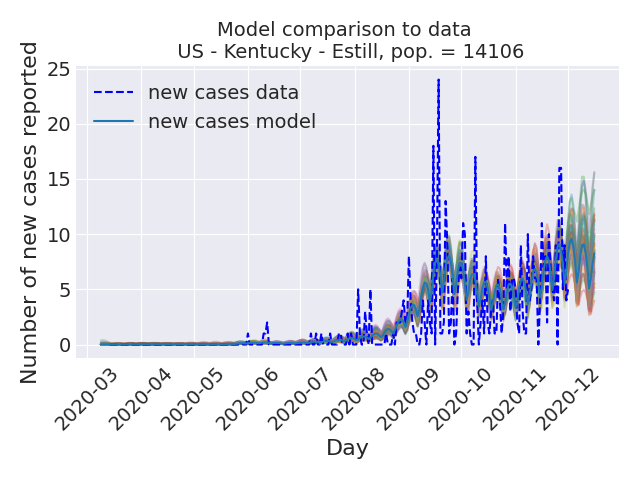 Model comparison to data
US - Kentucky - Estill, pop. = 14106
Number of new cases reported
25
20
15
10
5
0
new cases data
new cases model
2020-03
2020-04
2020-05
2020-06
2020-07
2020-08
2020-09
2020-10
2020-11
2020-12
Day